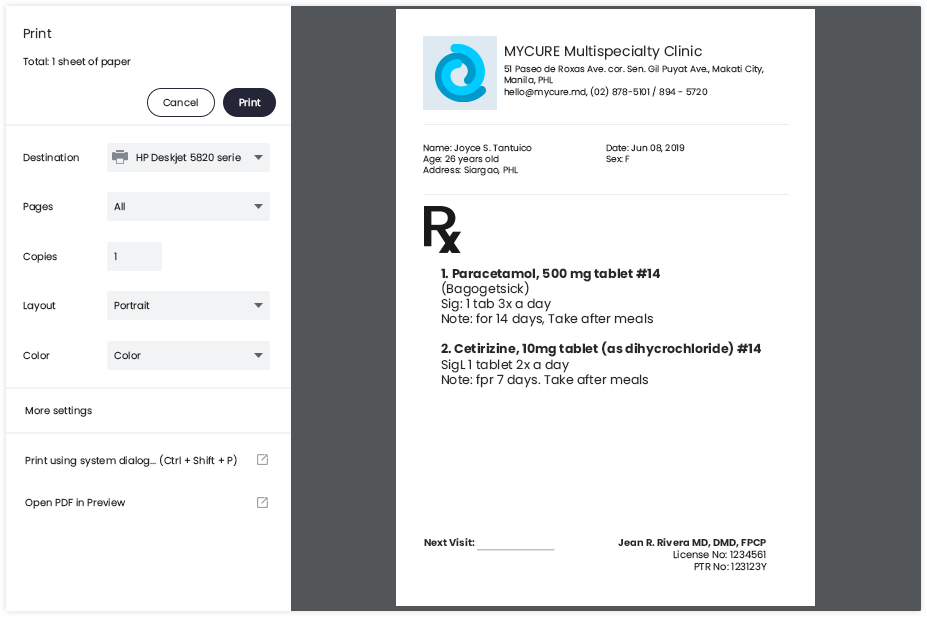 Print
Total: 1 sheet of paper
Cancel
Print
Destination
HP Deskjet 5820 serie
Pages
All
Copies
1
Layout
Portrait
Color
Color
More settings
Print using system dialog... (Ctrl + Shift + P)
Open PDF in Preview
MYCURE Multispecialty Clinic
51 Paseo de Roxas Ave. cor. Sen. Gil Puyat Ave., Makati City,
Manila, PHL
hello@mycure.md, (02) 878-5101 / 894 - 5720
Name: Joyce S. Tantuico
Age: 26 years old
Address: Siargao, PHL
Date: Jun 08, 2019
Sex: F
Rx
1. Paracetamol, 500 mg tablet #14
(Bagogetsick)
Sig: 1 tab 3x a day
Note: for 14 days, Take after meals
2. Cetirizine, 10mg tablet (as dihycrochloride) #14
SigL 1 tablet 2x a day
Note: fpr 7 days. Take after meals
Next Visit:
Jean R. Rivera MD, DMD, FPCP
License No: 1234561
PTR No: 123123Y